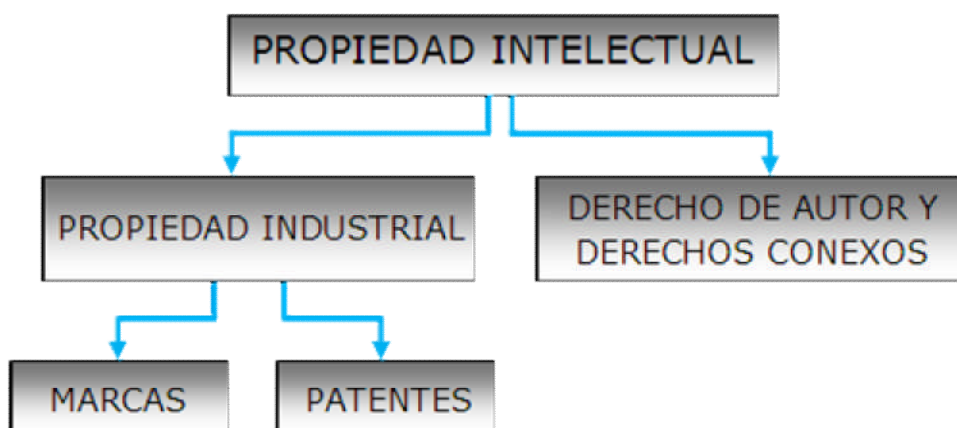 PROPIEDAD INTELECTUAL
PROPIEDAD INDUSTRIAL
DERECHO DE AUTOR Y
DERECHOS CONEXOS
MARCAS
PATENTES